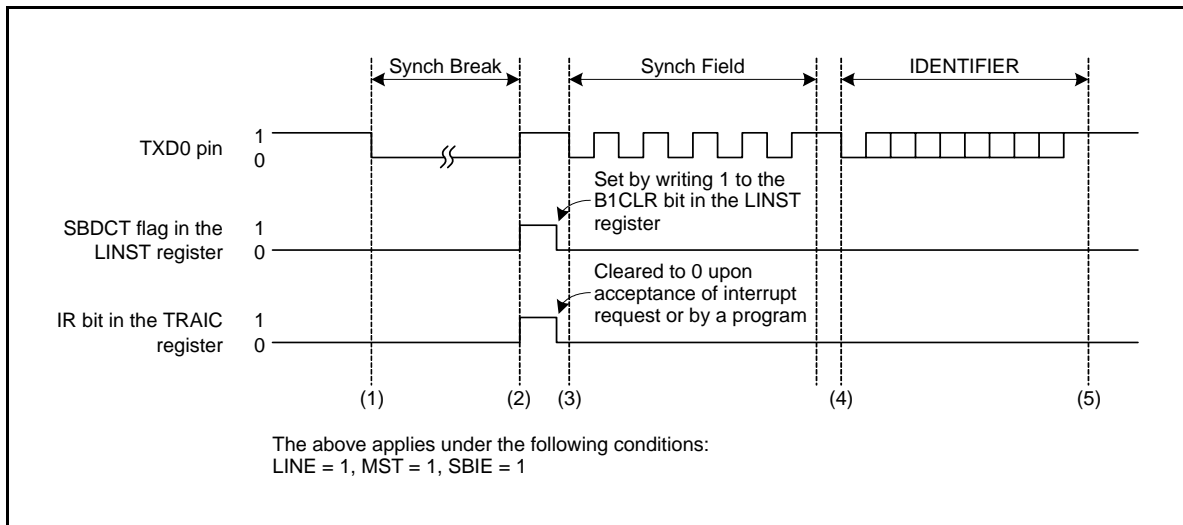 Synch Break
Synch Field
IDENTIFIER
TXD0 pin
1
0
Set by writing 1 to the
B1CLR bit in the LINST
register
SBDCT flag in the
LINST register
1
0
Cleared to 0 upon
acceptance of interrupt
request or by a program
IR bit in the TRAIC
register
1
0
(1)
(2)
(3)
(4)
(5)
The above applies under the following conditions:
LINE = 1, MST = 1, SBIE = 1